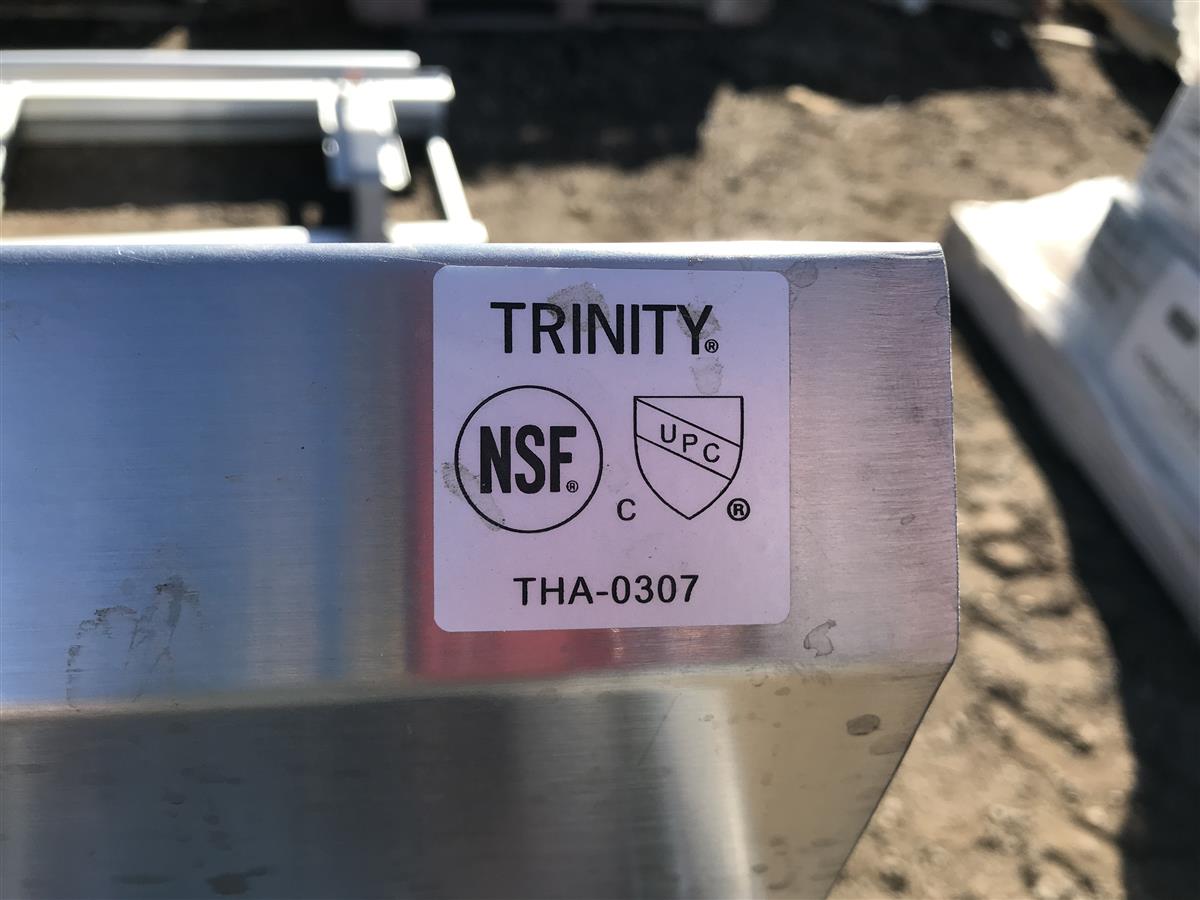 TRINITY®
NSF®
UPC
C ®
THA-0307